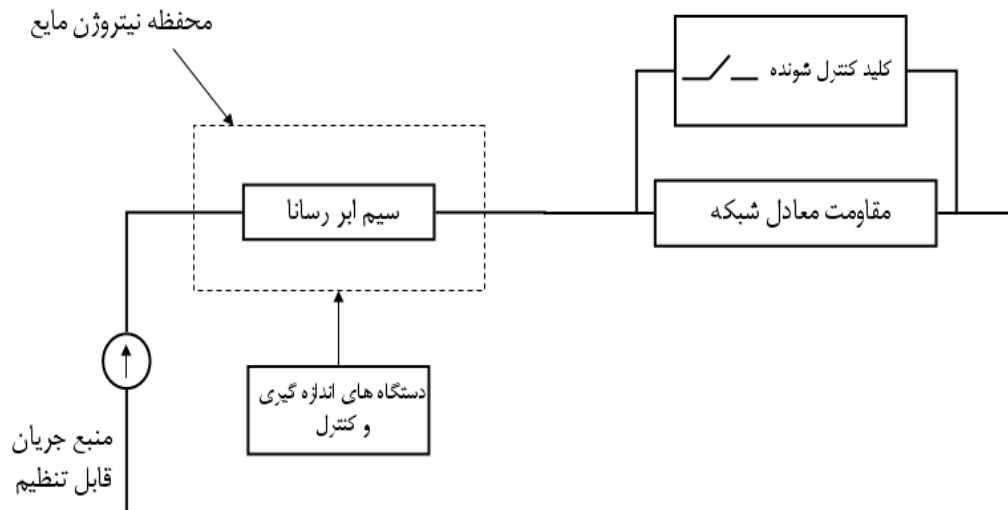 محفظه نیتروژن مایع
کلید کنترل شونده
سیم ابر رسانا
مقاومت معادل شبکه
دستگاه های اندازه گیری
و کنترل
منبع جریان
قابل تنظیم